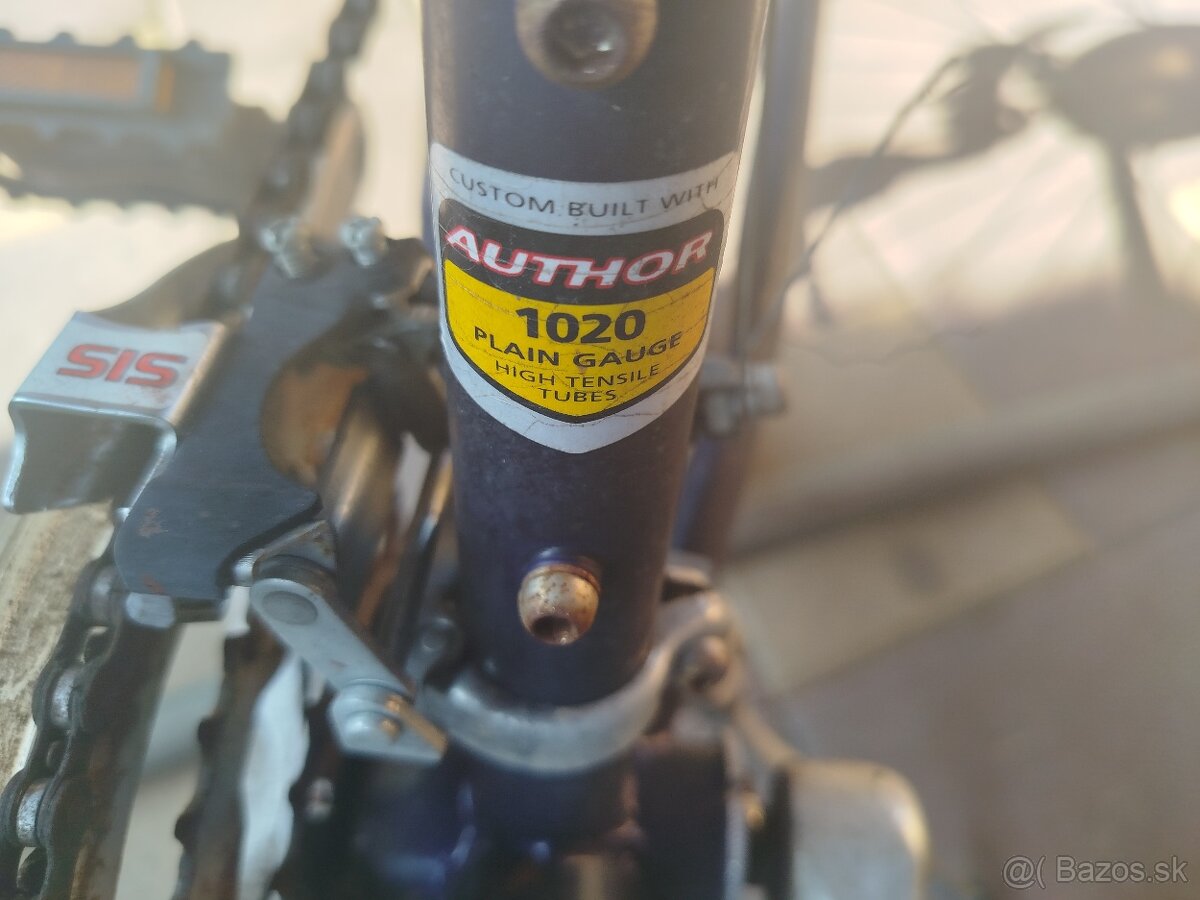 CUSTOM BUILT WITH
AUTHOR
1020
PLAIN GAUGE
HIGH TENSILE
TUBES
SIS
@( Bazos.sk